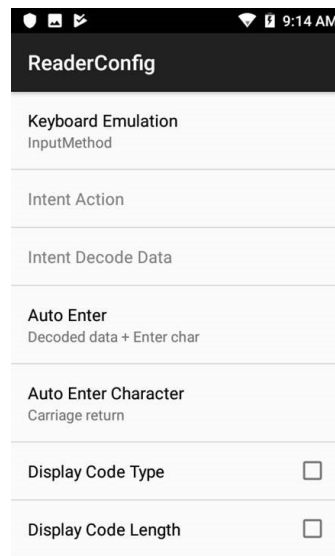 9:14 AM
ReaderConfig
Keyboard Emulation
InputMethod
Intent Action
Intent Decode Data
Auto Enter
Decoded data + Enter char
Auto Enter Character
Carriage return
Display Code Type
Display Code Length